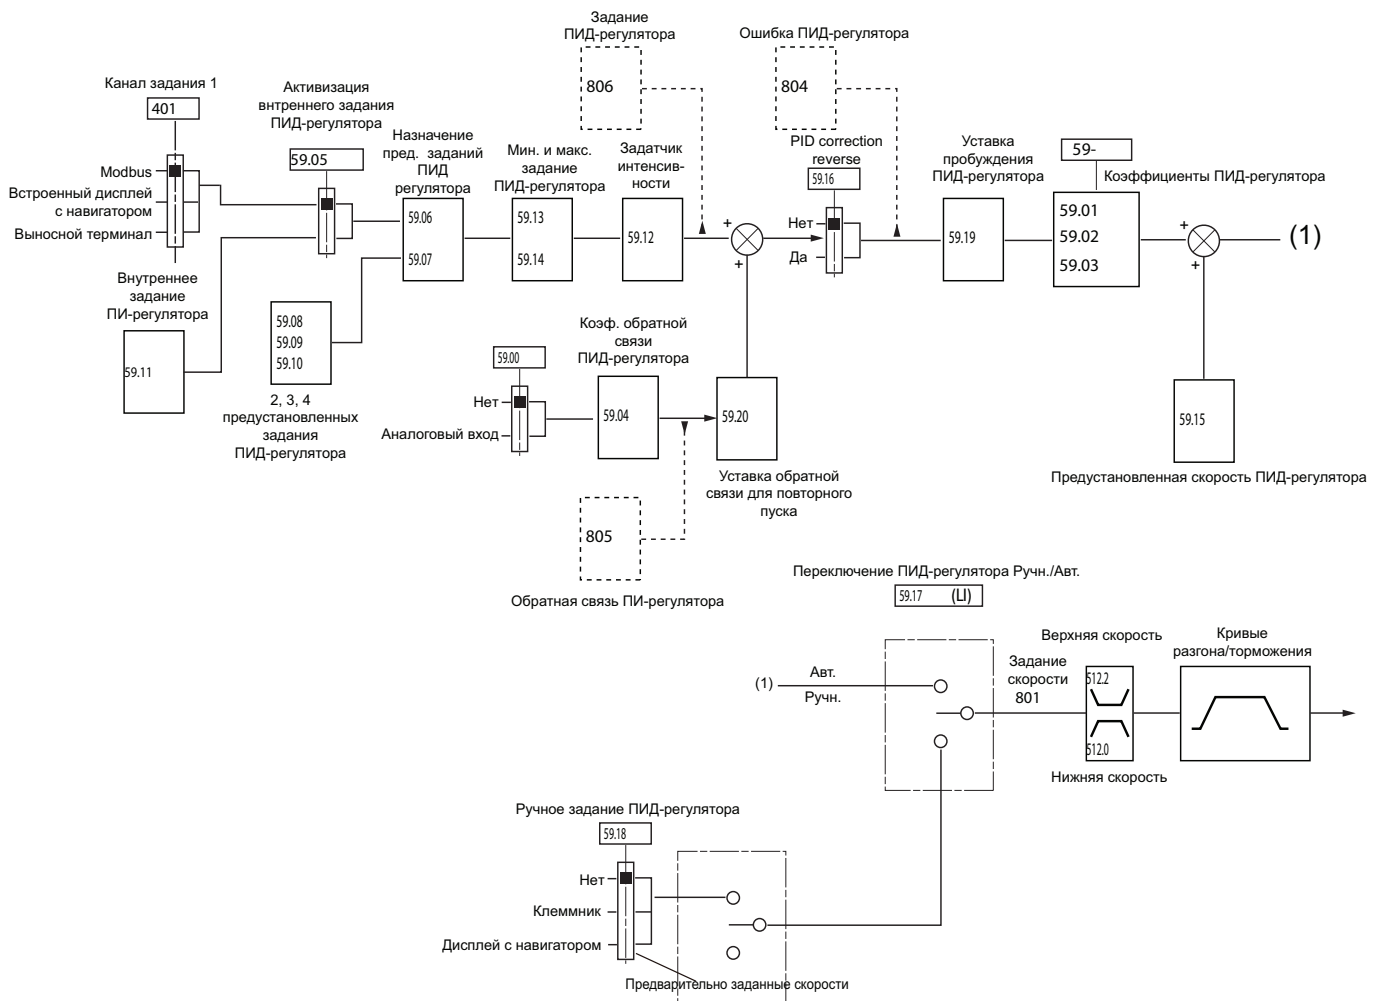 Задание
ПИД-регулятора
806
Ошибка ПИД-регулятора
804
Канал задания 1
401
Modbus
Встроенный дисплей
с навигатором
Выносной терминал
Активизация
внтреннего задания
ПИД-регулятора
59.05
Назначение
пред. заданий
ПИД
регулятора
59.06
59.07
Мин. и макс.
задание
ПИД-регулятора
59.13
59.14
Задатчик
интенсив-
ности
59.12
+
+
PID correction
reverse
59.16
Нет
Да
Уставка
пробуждения
ПИД-регулятора
59.19
59-
Коэффициенты ПИД-регулятора
59.01
59.02
59.03
+
+
(1)
Внутреннее
задание
ПИ-регулятора
59.11
59.08
59.09
59.10
2, 3, 4
предустановленных
задания
ПИД-регулятора
59.00
Нет
Аналоговый вход
Коэф. обратной
связи
ПИД-регулятора
59.04
59.20
Уставка обратной
связи для повторного
пуска
805
Обратная связь ПИ-регулятора
59.15
Предустановленная скорость ПИД-регулятора
Переключение ПИД-регулятора Ручн./Авт.
59.17 (LI)
(1)
Авт.
Ручн.
Задание
скорости
801
Верхняя скорость
512.2
512.0
Нижняя скорость
Кривые
разгона/торможения
Ручное задание ПИД-регулятора
59.18
Нет
Клеммник
Дисплей с навигатором
Предварительно заданные скорости